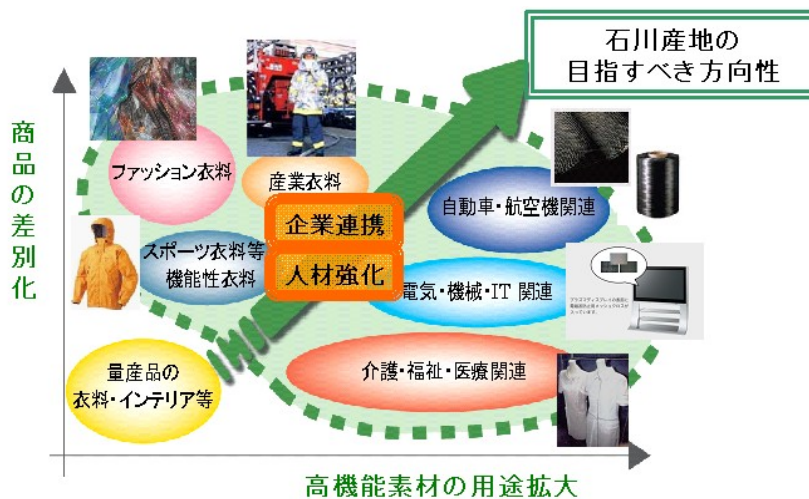 石川産地の
目指すべき方向性
商品の差別化
ファッション衣料
産業衣料
企業連携
人材強化
自動車・航空機関連
スポーツ衣料等
機能性衣料
電気・機械・IT 関連
量産品の
衣料・インテリア等
介護・福祉・医療関連
高機能素材の用途拡大